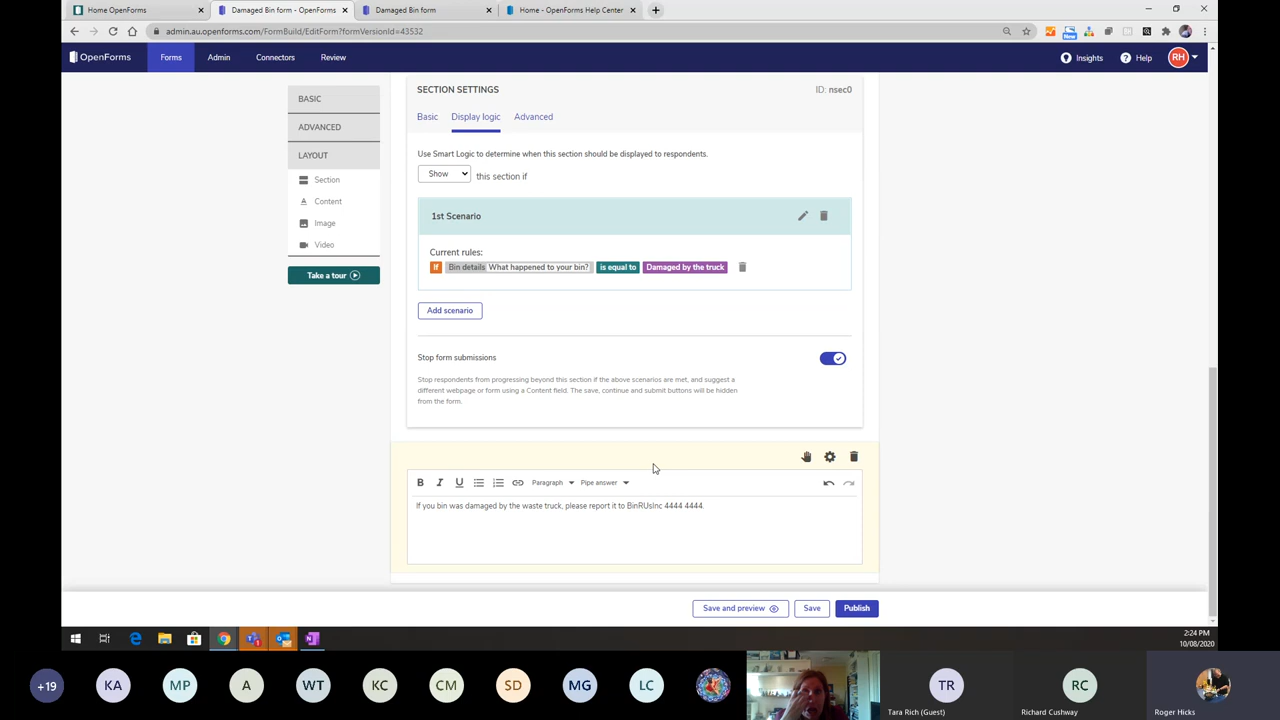 Home OpenForms
Damaged Bin form - OpenForms
Damaged Bin form
Home - OpenForms Help Center
admin.au.openforms.com/FormBuild/EditForm?formVersionId=43532
New
OpenForms
Forms
Admin
Connectors
Review
Insights
Help
RH
BASIC
ADVANCED
LAYOUT
Section
Content
Image
Video
Take a tour
SECTION SETTINGS
ID: nsec0
Basic
Display logic
Advanced
Use Smart Logic to determine when this section should be displayed to respondents.
Show
this section if
1st Scenario
Current rules:
If Bin details What happened to your bin? is equal to Damaged by the truck
Add scenario
Stop form submissions
Stop respondents from progressing beyond this section if the above scenarios are met, and suggest a
different webpage or form using a Content field. The save, continue and submit buttons will be hidden
from the form.
B I U
Paragraph
Pipe answer
If you bin was damaged by the waste truck, please report it to BinRUsInc 4444 4444.
Save and preview
Save
Publish
2:24 PM
10/08/2020
+19
KA
MP
A
WT
KC
CM
SD
MG
LC
TR
RC
Tara Rich (Guest)
Richard Cushway
Roger Hicks